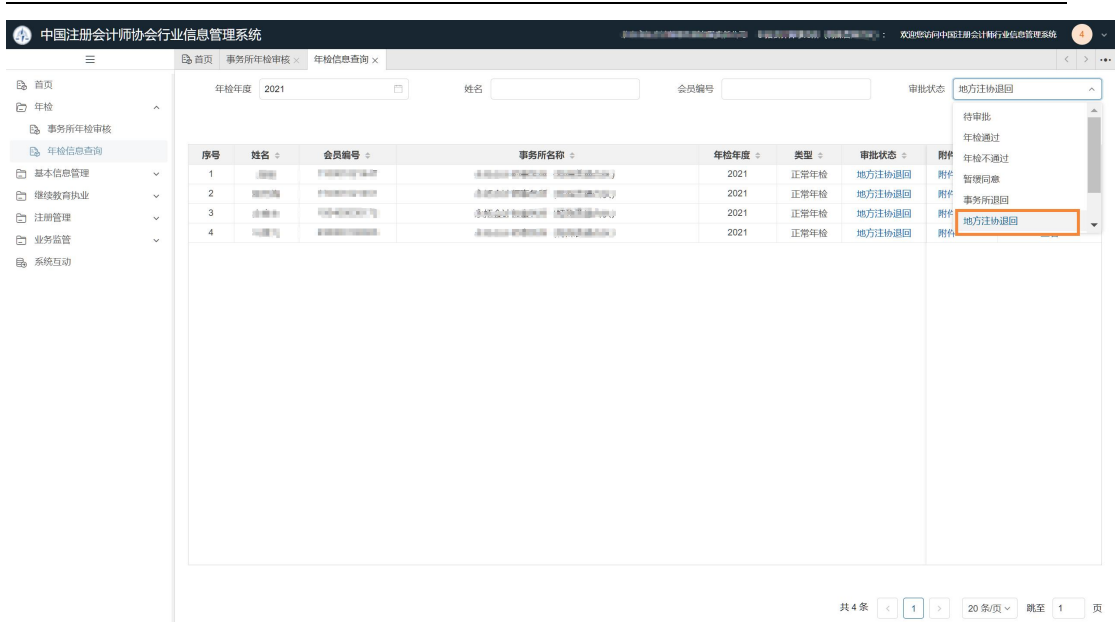 中国注册会计师协会行业信息管理系统
欢迎您访问中国注册会计师行业信息管理系统
4
首页 事务所年检审核 × 年检信息查询 ×
首页
年检
事务所年检审核
年检信息查询
基本信息管理
继续教育执业
注册管理
业务监管
系统互动
年检年度 2021 姓名 会员编号 审批状态 地方注协退回
待审批
年检通过
年检不通过
暂缓同意
事务所退回
地方注协退回
序号 姓名 会员编号 事务所名称 年检年度 类型 审批状态 附件
1 2021 正常年检 地方注协退回 附件
2 2021 正常年检 地方注协退回 附件
3 2021 正常年检 地方注协退回 附件
4 2021 正常年检 地方注协退回 附件
共 4 条 < 1 > 20 条/页 跳至 1 页